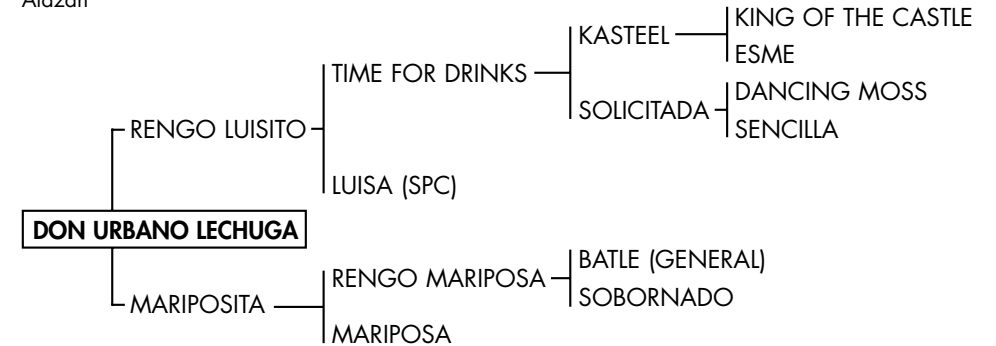 Alazán
KING OF THE CASTLE
KASTEEL
ESME
TIME FOR DRINKS
DANCING MOSS
SOLICITADA
SENCILLA
RENGO LUISITO
LUISA (SPC)
DON URBANO LECHUGA
BATLE (GENERAL)
RENGO MARIPOSA
SOBORNADO
MARIPOSITA
MARIPOSA